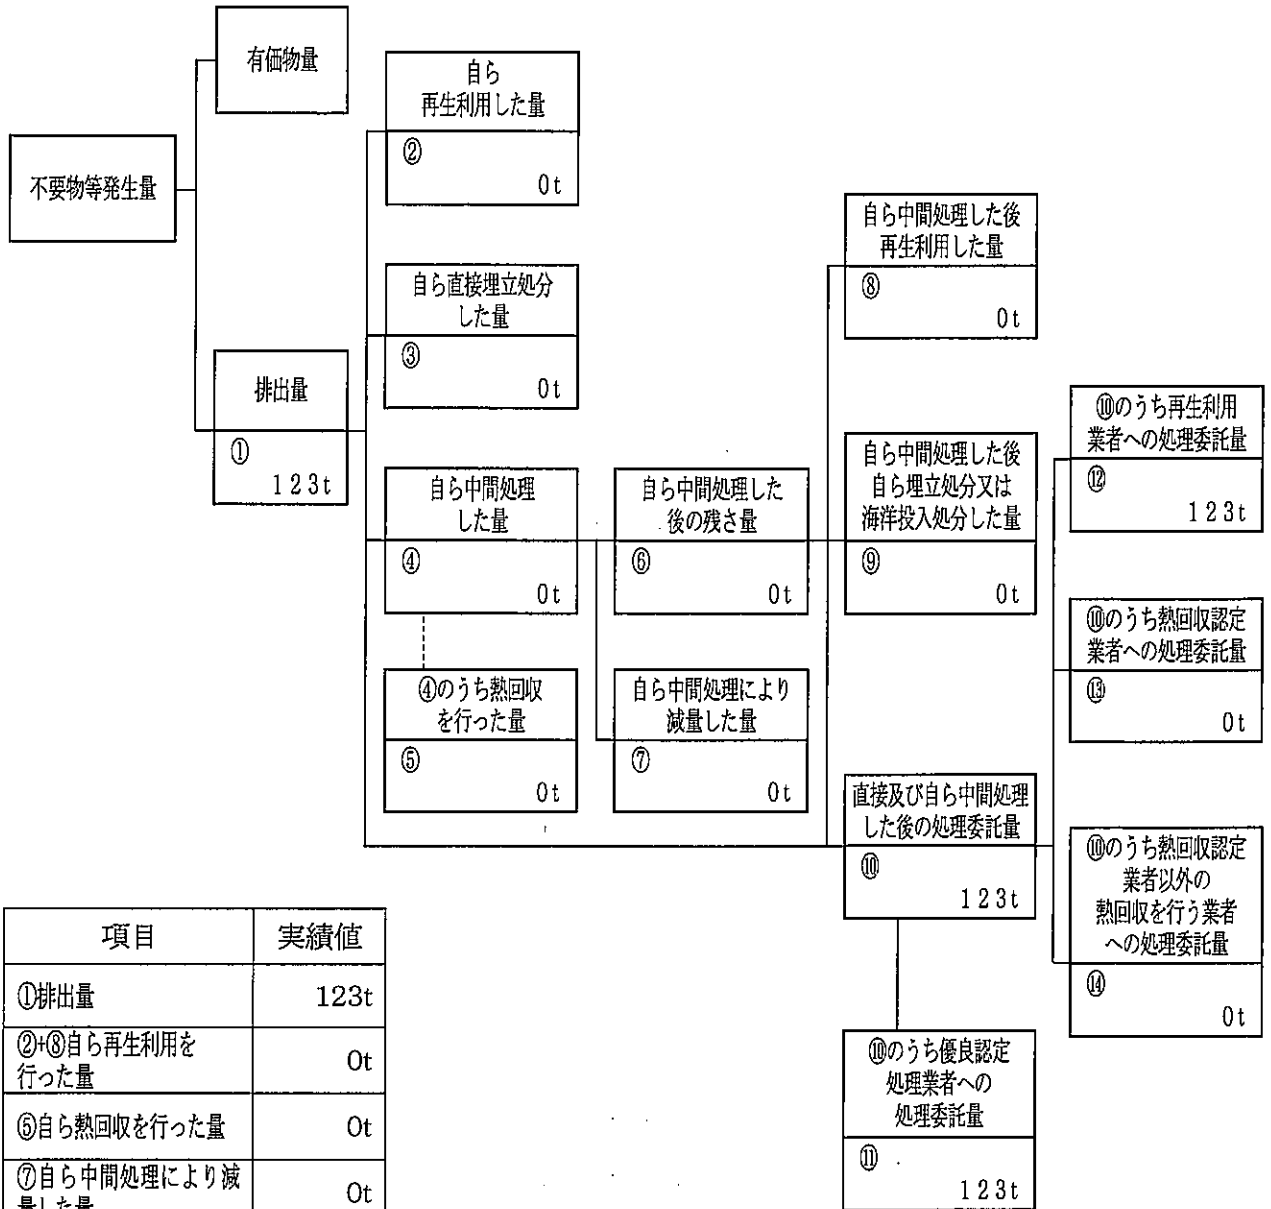 有価物量
不要物等発生量
排出量
①
123t
自ら
再生利用した量
②
0t
自ら直接埋立処分
した量
③
0t
自ら中間処理
した量
④
0t
④のうち熱回収
を行った量
⑤
0t
自ら中間処理した
後の残さ量
⑥
0t
自ら中間処理により
減量した量
⑦
0t
自ら中間処理した後
再生利用した量
⑧
0t
自ら中間処理した後
自ら埋立処分又は
海洋投入処分した量
⑨
0t
直接及び自ら中間処理
した後の処理委託量
⑩
123t
⑩のうち優良認定
処理業者への
処理委託量
⑪
123t
⑩のうち再生利用
業者への処理委託量
⑫
123t
⑩のうち熱回収認定
業者への処理委託量
⑬
0t
⑩のうち熱回収認定
業者以外の
熱回収を行う業者
への処理委託量
⑭
0t
項目 実績値
①排出量 123t
②+⑧自ら再生利用を
行った量 0t
⑤自ら熱回収を行った量 0t
⑦自ら中間処理により減
量した量 0t